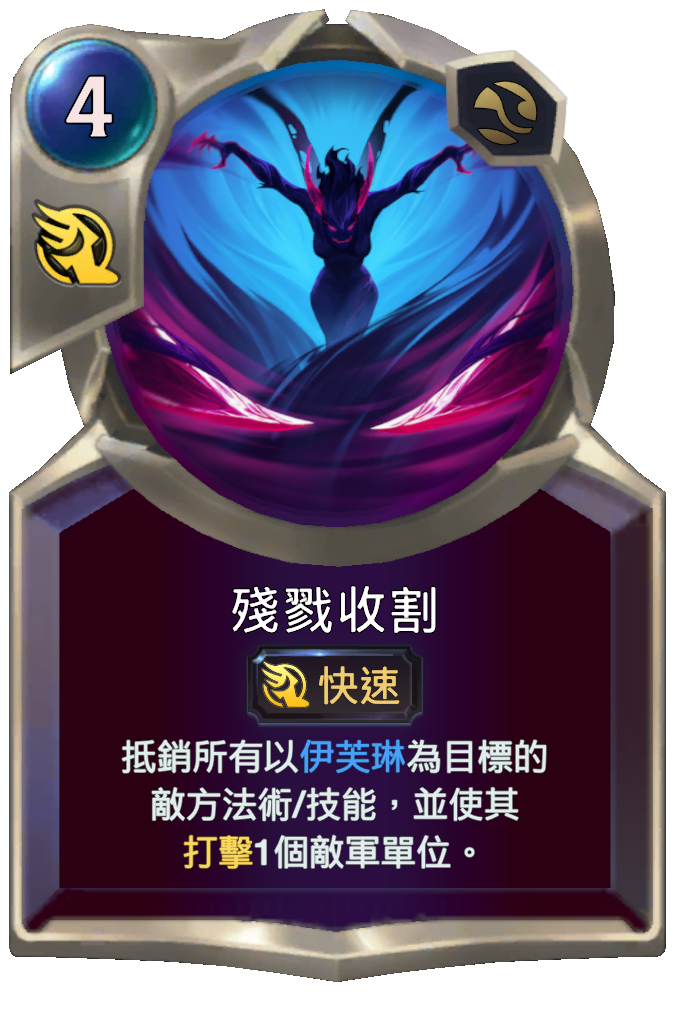 4
殘戮收割
快速
抵銷所有以伊芙琳為目標的
敵方法術/技能，並使其
打擊1個敵軍單位。